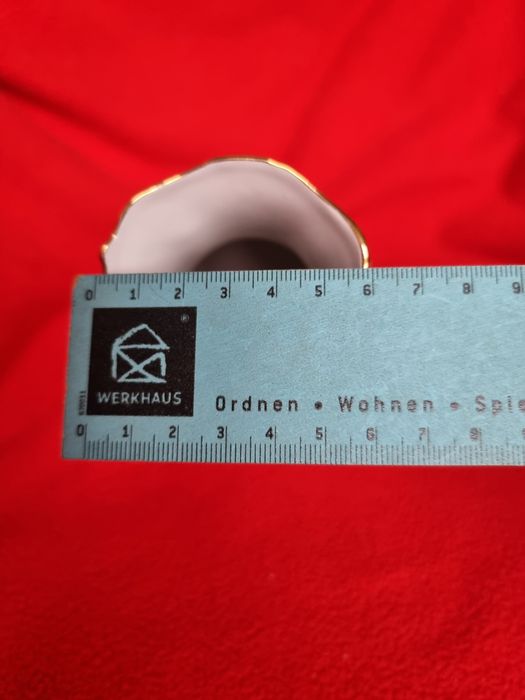 0 1 2 3 4 5 6 7 8 9
®
WERKHAUS
Ordnen • Wohnen • Spie
0 1 2 3 4 5 6 7 8